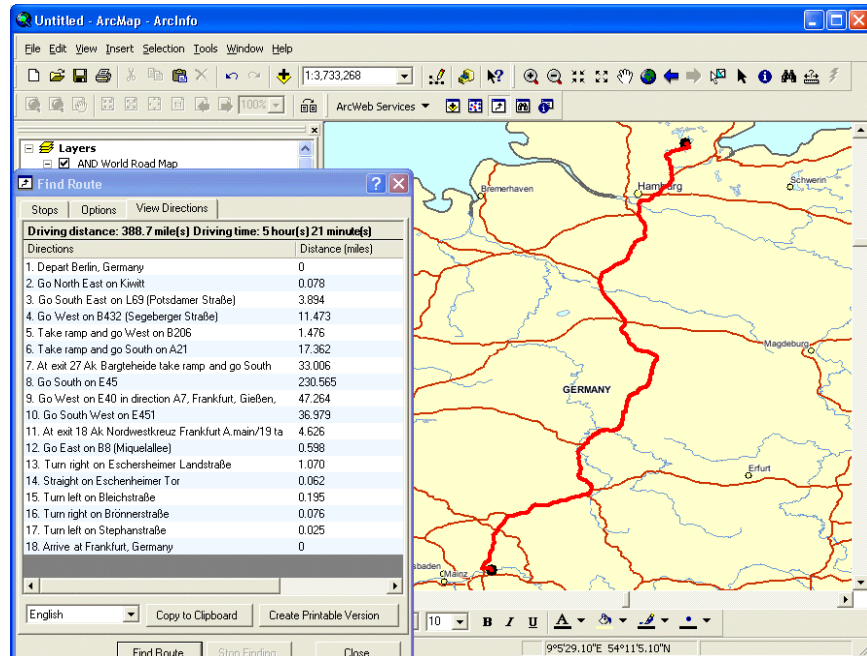 Untitled - ArcMap - ArcInfo
File Edit View Insert Selection Tools Window Help
1:3,733,268
100%
ArcWeb Services
Layers
AND World Road Map
Find Route
Stops Options View Directions
Driving distance: 388.7 mile(s) Driving time: 5 hour(s) 21 minute(s)
Directions Distance (miles)
1. Depart Berlin, Germany 0
2. Go North East on Kiwitt 0.078
3. Go South East on L69 (Potsdamer Straße) 3.894
4. Go West on B432 (Segeberger Straße) 11.473
5. Take ramp and go West on B206 1.476
6. Take ramp and go South on A21 17.362
7. At exit 27 Ak Bargteheide take ramp and go South 33.006
8. Go South on E45 230.565
9. Go West on E40 in direction A7, Frankfurt, Gießen, 47.264
10. Go South West on E451 36.979
11. At exit 18 Ak Nordwestkreuz Frankfurt A.main/19 ta 4.626
12. Go East on B8 (Miquelallee) 0.598
13. Turn right on Eschersheimer Landstraße 1.070
14. Straight on Eschenheimer Tor 0.062
15. Turn left on Bleichstraße 0.195
16. Turn right on Brönnerstraße 0.076
17. Turn left on Stephanstraße 0.025
18. Arrive at Frankfurt, Germany 0
English Copy to Clipboard Create Printable Version
Find Route Stop Finding Close
Bremerhaven
Hamburg
Schwerin
Magdeburg
GERMANY
Erfurt
sbaden
Mainz
10 B I U A
9°5'29.10"E 54°11'5.10"N